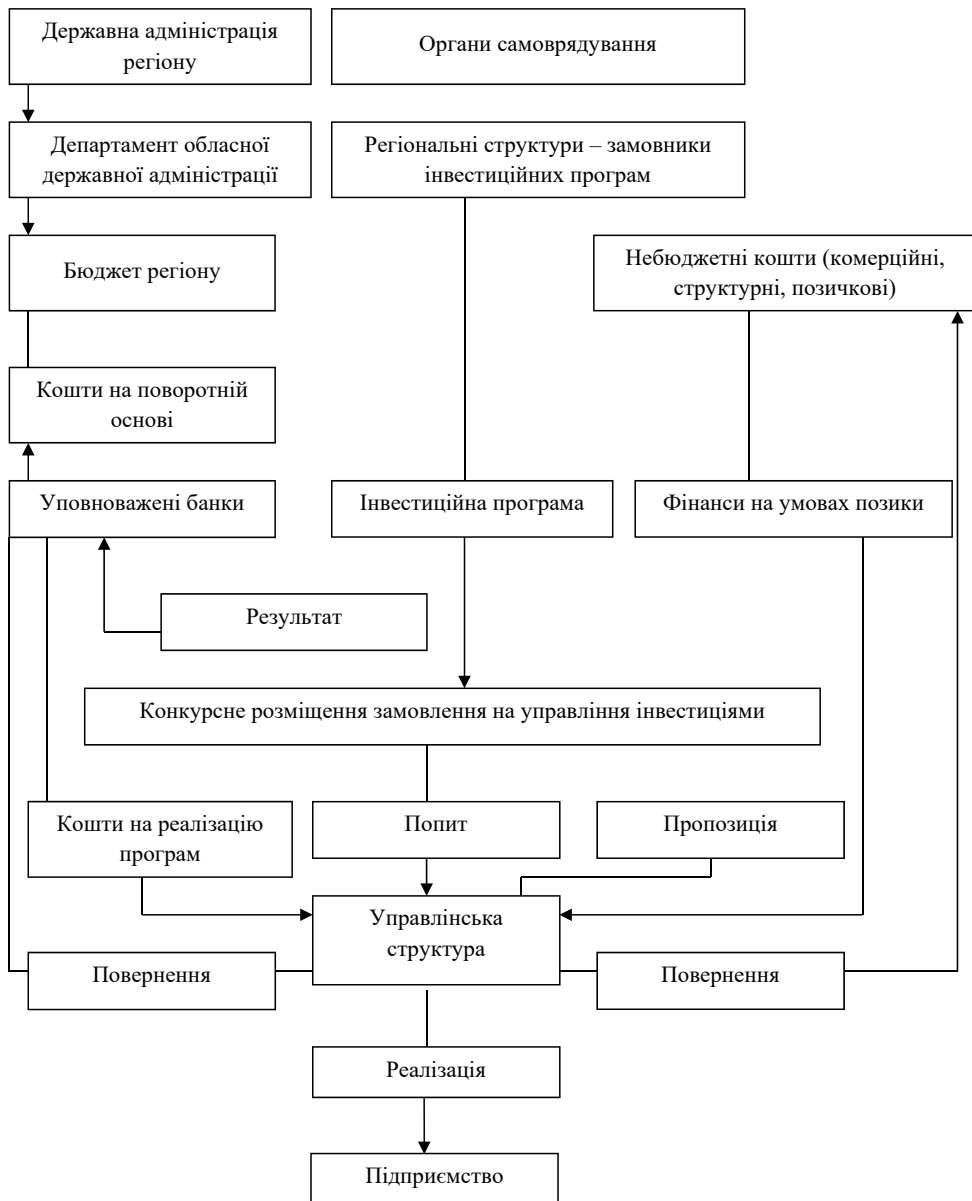 Державна адміністрація
регіону
Органи самоврядування
Департамент обласної
державної адміністрації
Регіональні структури – замовники
інвестиційних програм
Бюджет регіону
Небюджетні кошти (комерційні,
структурні, позичкові)
Кошти на поворотній
основі
Уповноважені банки
Інвестиційна програма
Фінанси на умовах позики
Результат
Конкурсне розміщення замовлення на управління інвестиціями
Кошти на реалізацію
програм
Попит
Пропозиція
Управлінська
структура
Повернення
Повернення
Реалізація
Підприємство